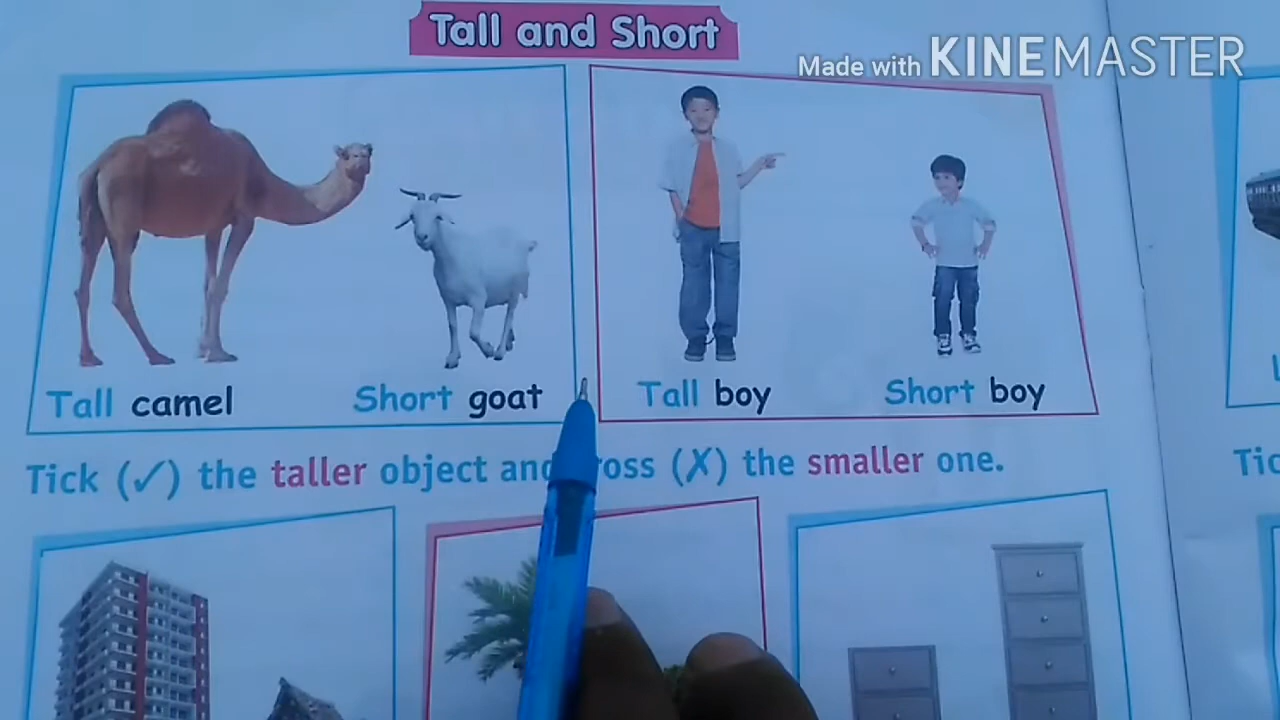 Tall and Short
Made with KINEMASTER
Tall camel
Short goat
Tall boy
Short boy
Tick (✓) the taller object and ross (✗) the smaller one.
Tic